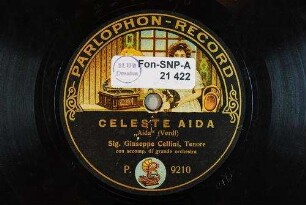 PARLOPHON-RECORD
Fon-SNP-A
21 422
CELESTE AIDA
„Aida“ (Verdi)
Sig. Giuseppe Cellini, Tenore
con accomp. di grande orchestra
P. 9210